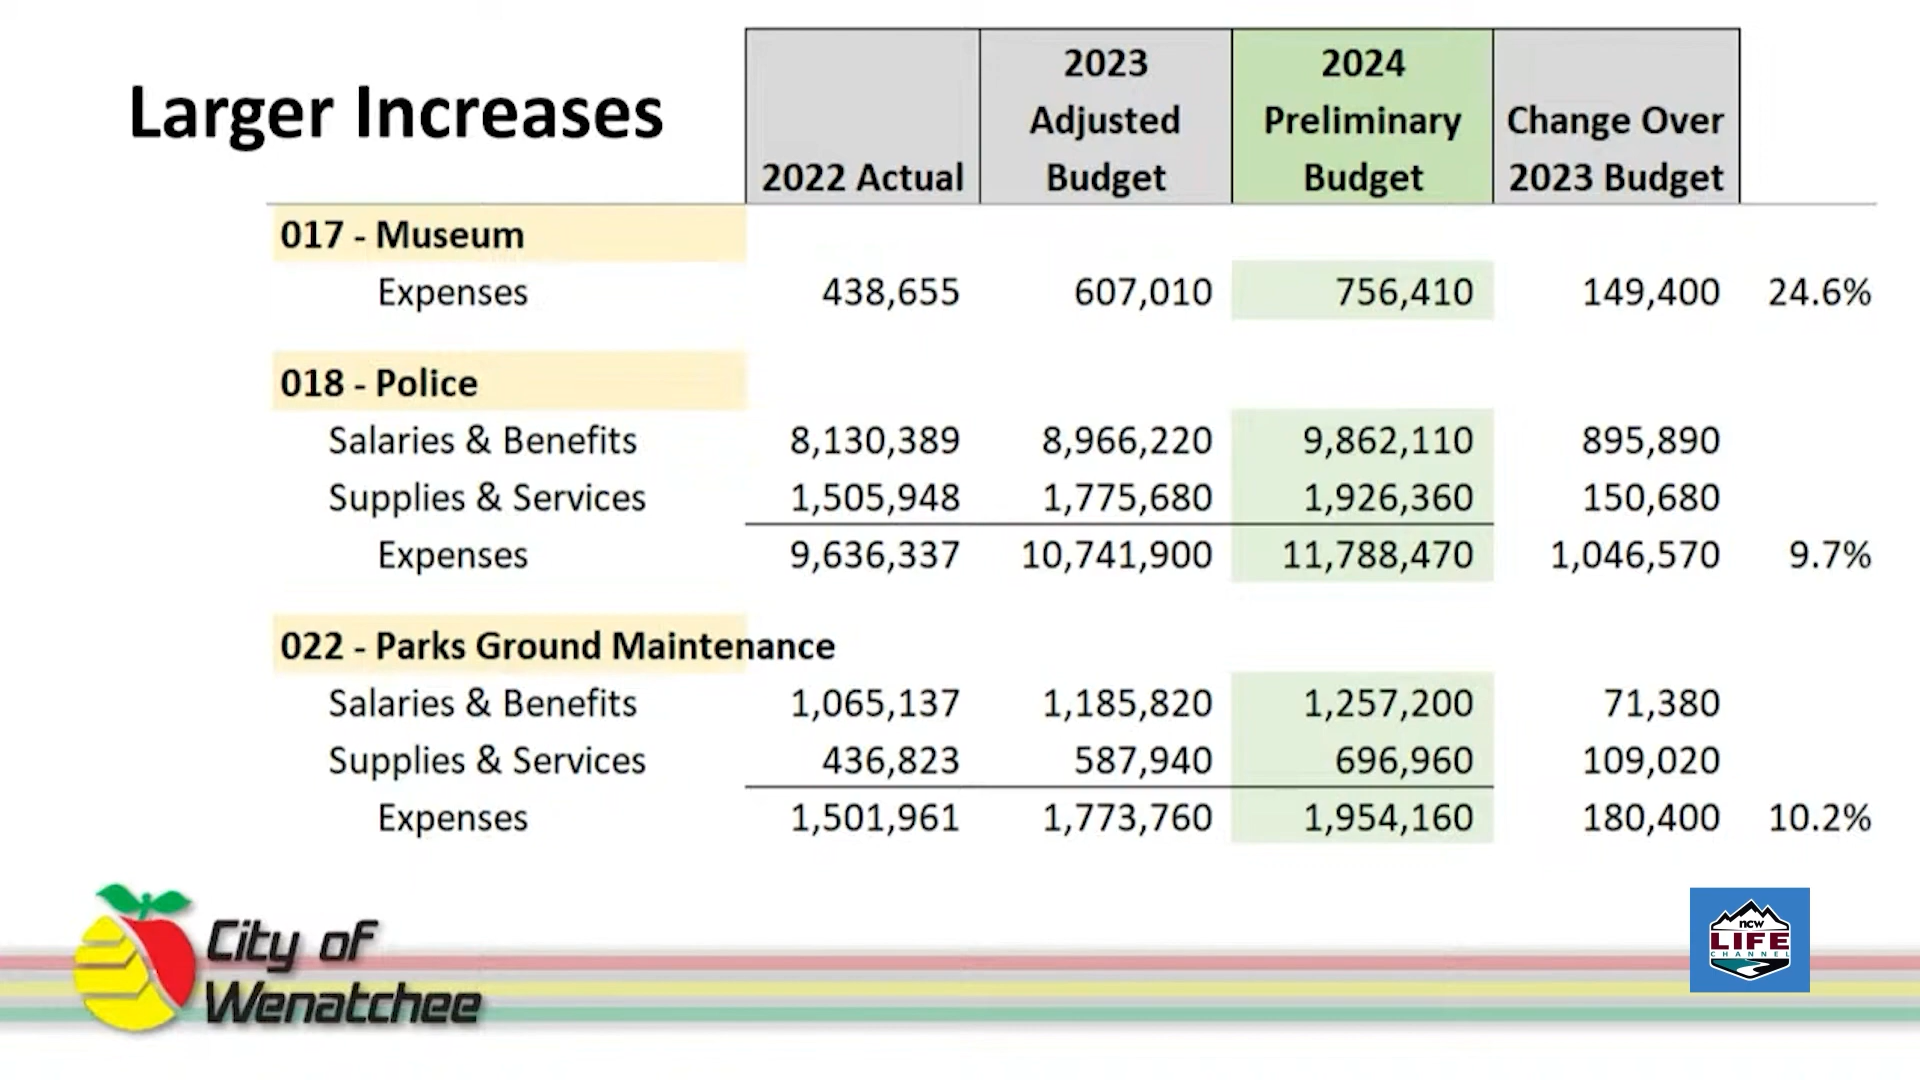 Larger Increases
2022 Actual
2023 Adjusted Budget
2024 Preliminary Budget
Change Over 2023 Budget
017 - Museum
Expenses 438,655 607,010 756,410 149,400 24.6%
018 - Police
Salaries & Benefits 8,130,389 8,966,220 9,862,110 895,890
Supplies & Services 1,505,948 1,775,680 1,926,360 150,680
Expenses 9,636,337 10,741,900 11,788,470 1,046,570 9.7%
022 - Parks Ground Maintenance
Salaries & Benefits 1,065,137 1,185,820 1,257,200 71,380
Supplies & Services 436,823 587,940 696,960 109,020
Expenses 1,501,961 1,773,760 1,954,160 180,400 10.2%
City of
Wenatchee
ncw
LIFE
CHANNEL